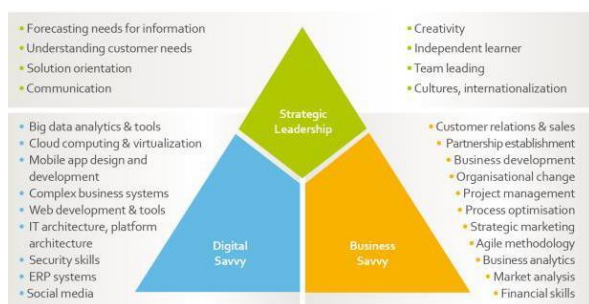 Forecasting needs for information
Understanding customer needs
Solution orientation
Communication
Creativity
Independent learner
Team leading
Cultures, internationalization
Strategic
Leadership
Big data analytics & tools
Cloud computing & virtualization
Mobile app design and
development
Complex business systems
Web development & tools
IT architecture, platform
architecture
Security skills
ERP systems
Social media
Digital
Savvy
Business
Savvy
Customer relations & sales
Partnership establishment
Business development
Organisational change
Project management
Process optimisation
Strategic marketing
Agile methodology
Business analytics
Market analysis
Financial skills